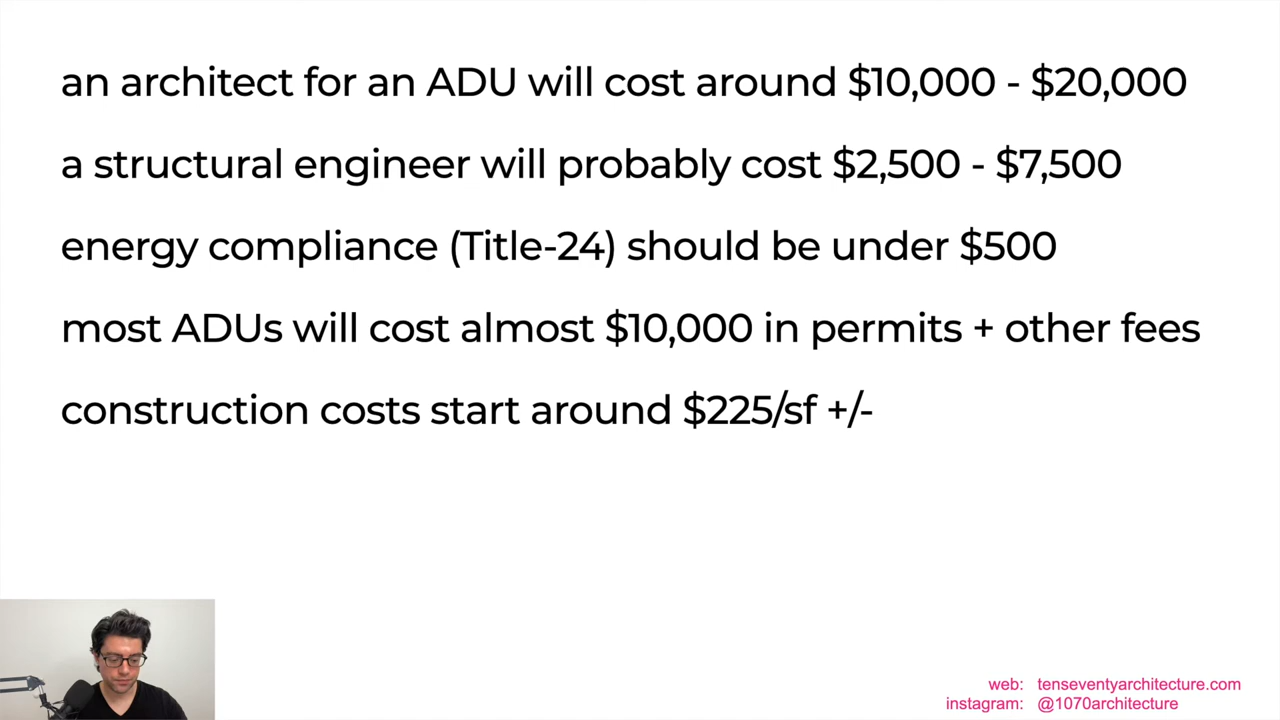 an architect for an ADU will cost around $10,000 - $20,000
a structural engineer will probably cost $2,500 - $7,500
energy compliance (Title-24) should be under $500
most ADUs will cost almost $10,000 in permits + other fees
construction costs start around $225/sf +/-
web: tenseventyarchitecture.com
instagram: @1070architecture